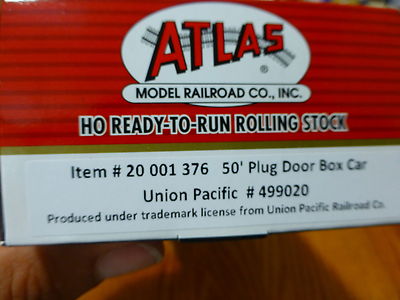 ATLAS
®
MODEL RAILROAD CO., INC.
HO READY-TO-RUN ROLLING STOCK
Item # 20 001 376 50' Plug Door Box Car
Union Pacific # 499020
Produced under trademark license from Union Pacific Railroad Co.